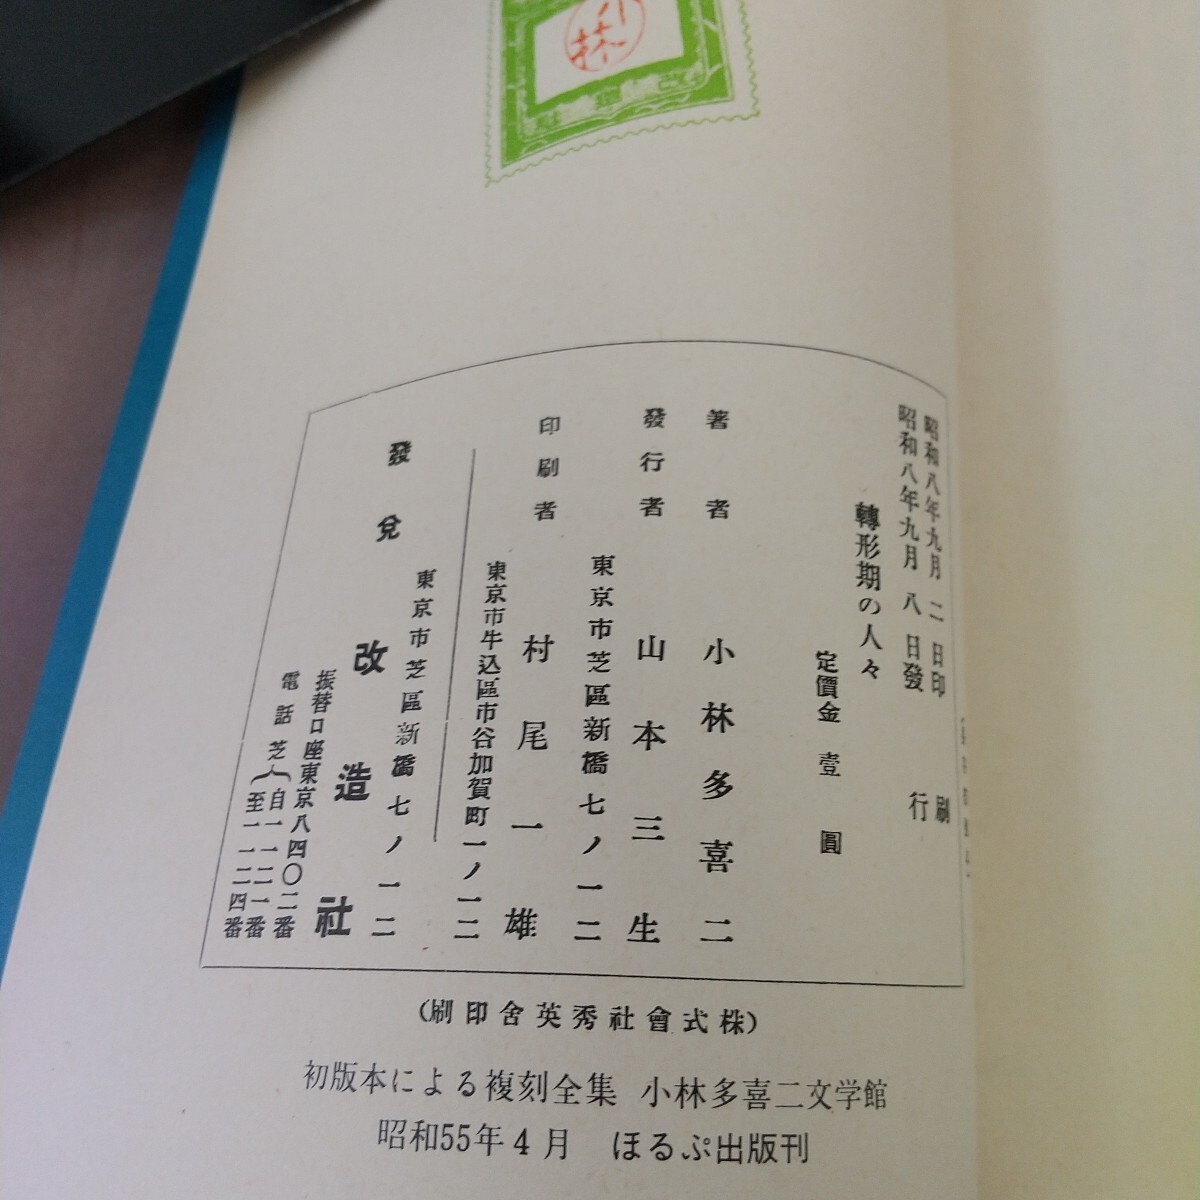 小林
昭和八年九月二日印刷
昭和八年九月八日發行
轉形期の人々
定價金壹圓
著者 小林多喜二
發行者 山本三生
東京市芝區新橋七ノ一二
印刷者 村尾一雄
東京市牛込區市谷加賀町一ノ一二
發兌
東京市芝區新橋七ノ一二
改造社
振替口座東京八四〇二番
電話芝(自一一二一番
至一一二四番
(刷印舍英秀社會式株)
初版本による複刻全集 小林多喜二文学館
昭和55年4月 ほるぷ出版刊